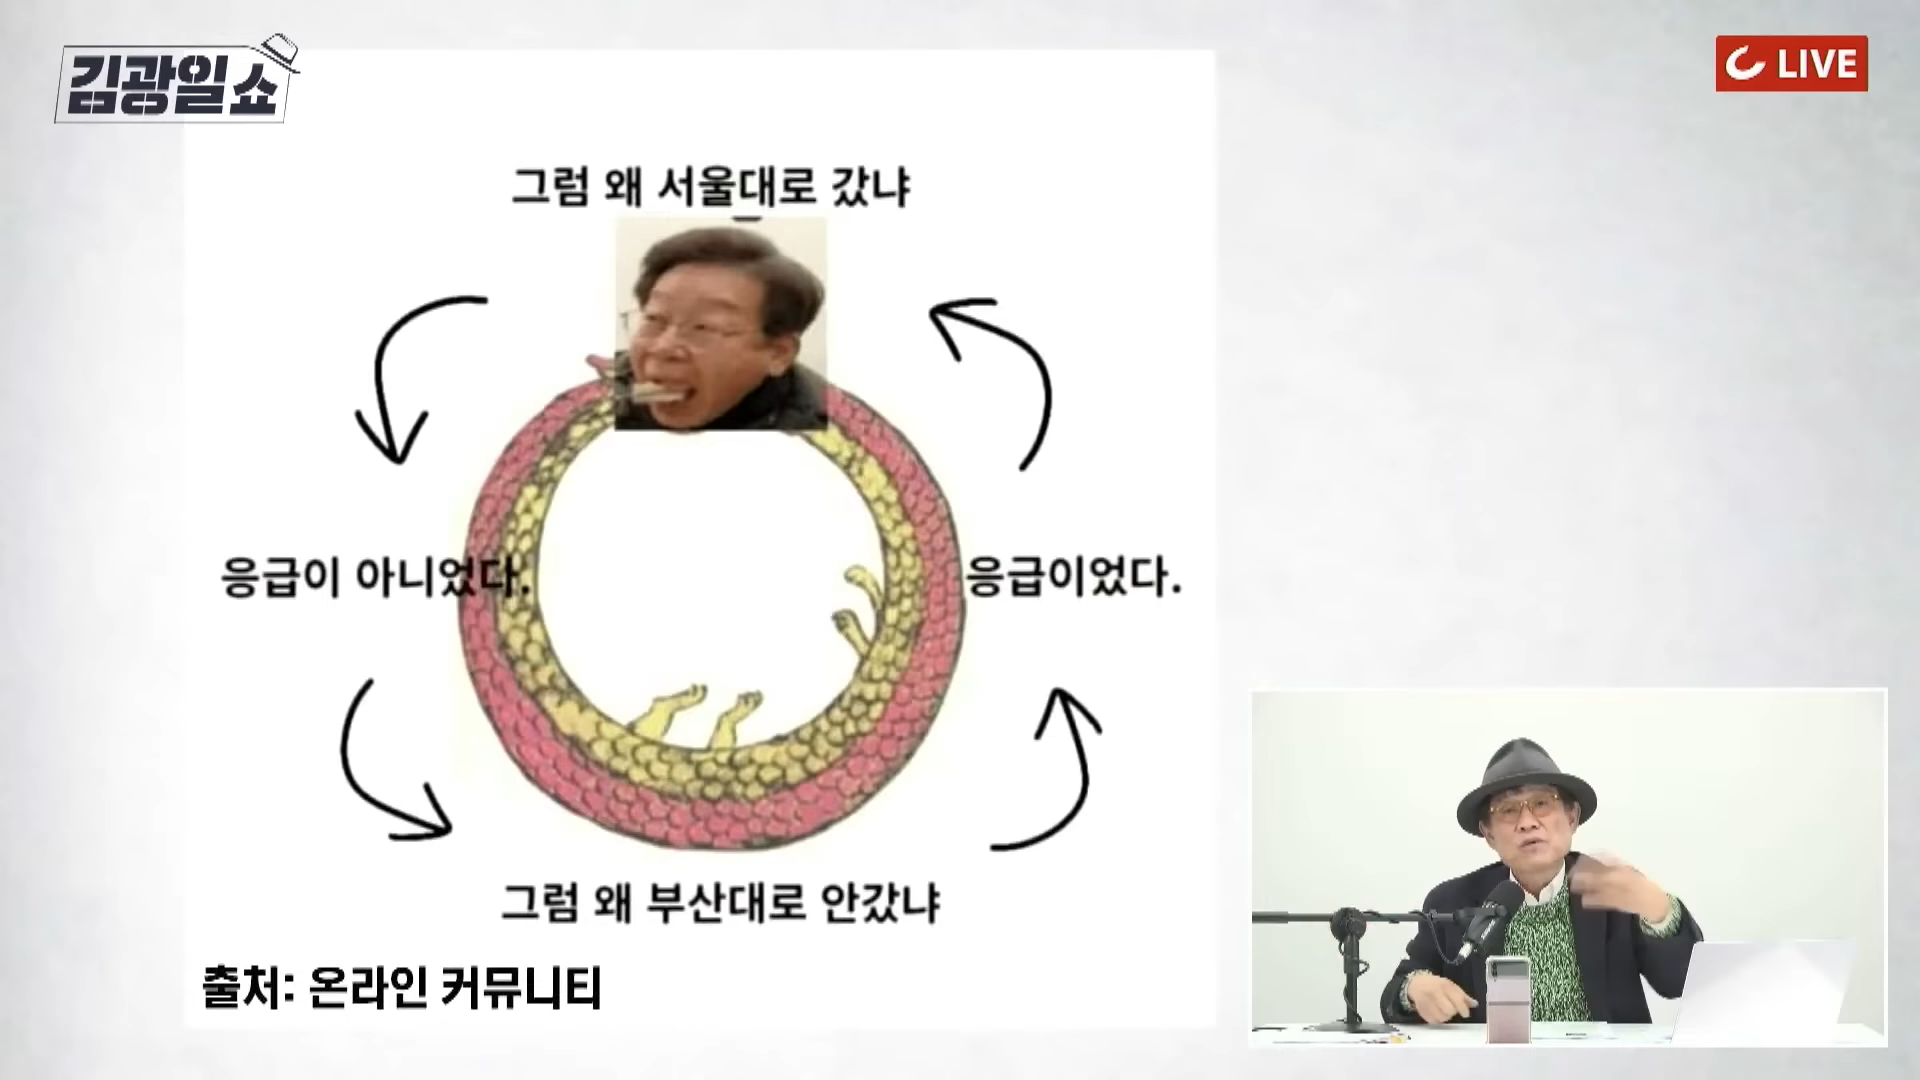 김광일쇼
LIVE
그럼 왜 서울대로 갔냐
응급이 아니었다.
응급이었다.
그럼 왜 부산대로 안갔냐
출처: 온라인 커뮤니티